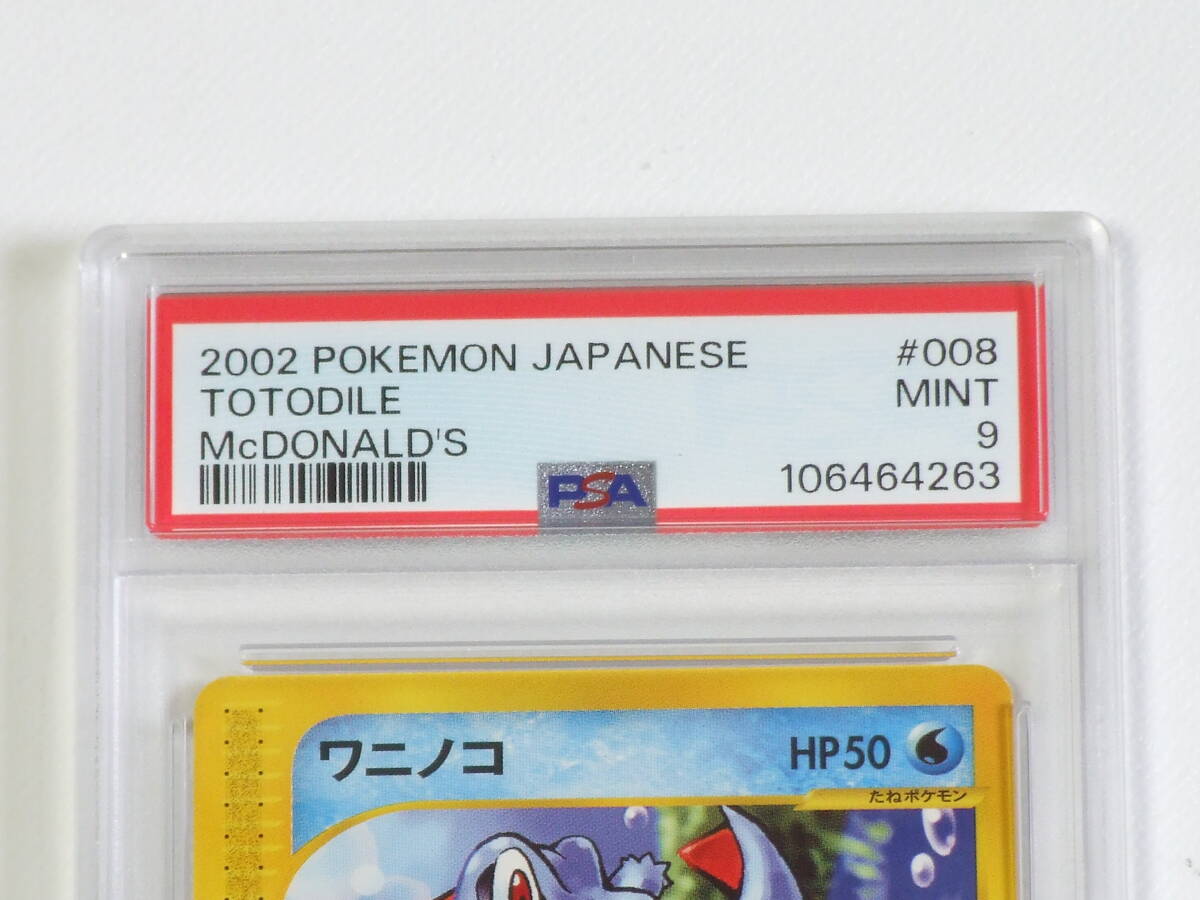 2002 POKEMON JAPANESE #008
TOTODILE MINT
McDONALD'S 9
PSA 106464263
ワニノコ HP50
たねポケモン